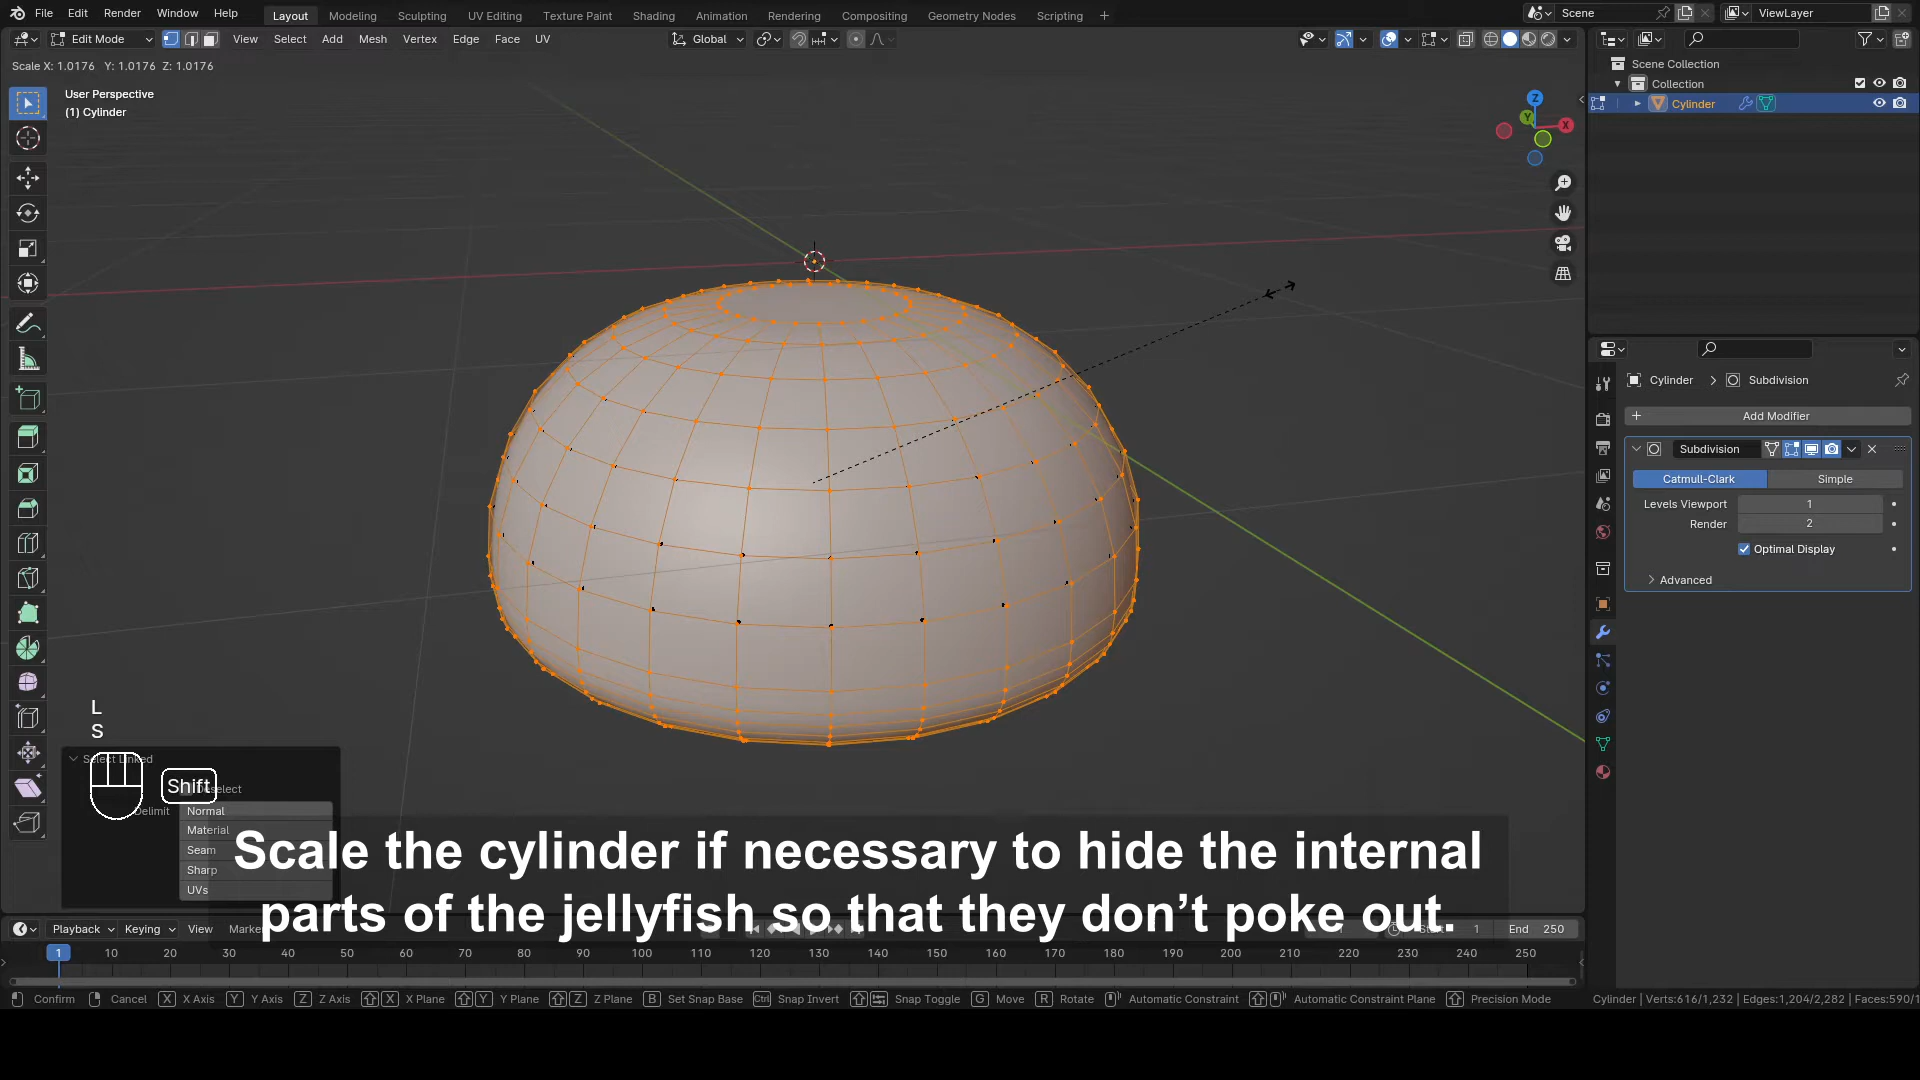 File Edit Render Window Help Layout Modeling Sculpting UV Editing Texture Paint Shading Animation Rendering Compositing Geometry Nodes Scripting + Scene ViewLayer
Edit Mode View Select Add Mesh Vertex Edge Face UV Global
Scale X: 1.0176 Y: 1.0176 Z: 1.0176
User Perspective
(1) Cylinder
Z
Y
X
Scene Collection
Collection
Cylinder
Cylinder > Subdivision
+ Add Modifier
Subdivision
Catmull-Clark Simple
Levels Viewport 1
Render 2
Optimal Display
Advanced
L
S
Shift
Select Linked
Delimit
Normal
Material
Seam
Sharp
UVs
Scale the cylinder if necessary to hide the internal
parts of the jellyfish so that they don’t poke out.
Playback Keying View 1 End 250
1 10 20 30 40 50 60 70 80 90 100 110 120 130 140 150 160 170 180 190 200 210 220 230 240 250
Confirm Cancel X X Axis Y Y Axis Z Z Axis X X Plane Y Y Plane Z Z Plane B Set Snap Base Ctrl Snap Invert Snap Toggle G Move R Rotate Automatic Constraint Automatic Constraint Plane Precision Mode Cylinder | Verts:616/1,232 | Edges:1,204/2,282 | Faces:590/1